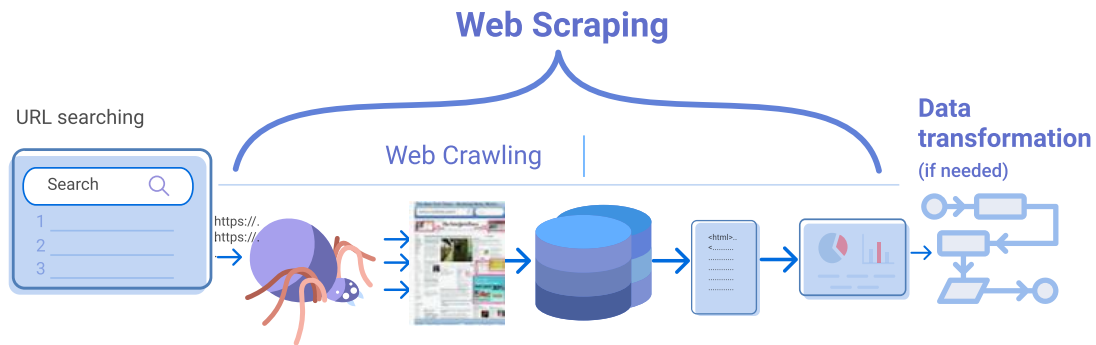 Web Scraping
URL searching
Web Crawling
Data
transformation
(if needed)
Search
1
2
3
https://.
https://.
<html>..
<..........
..............
..............
..............
..............